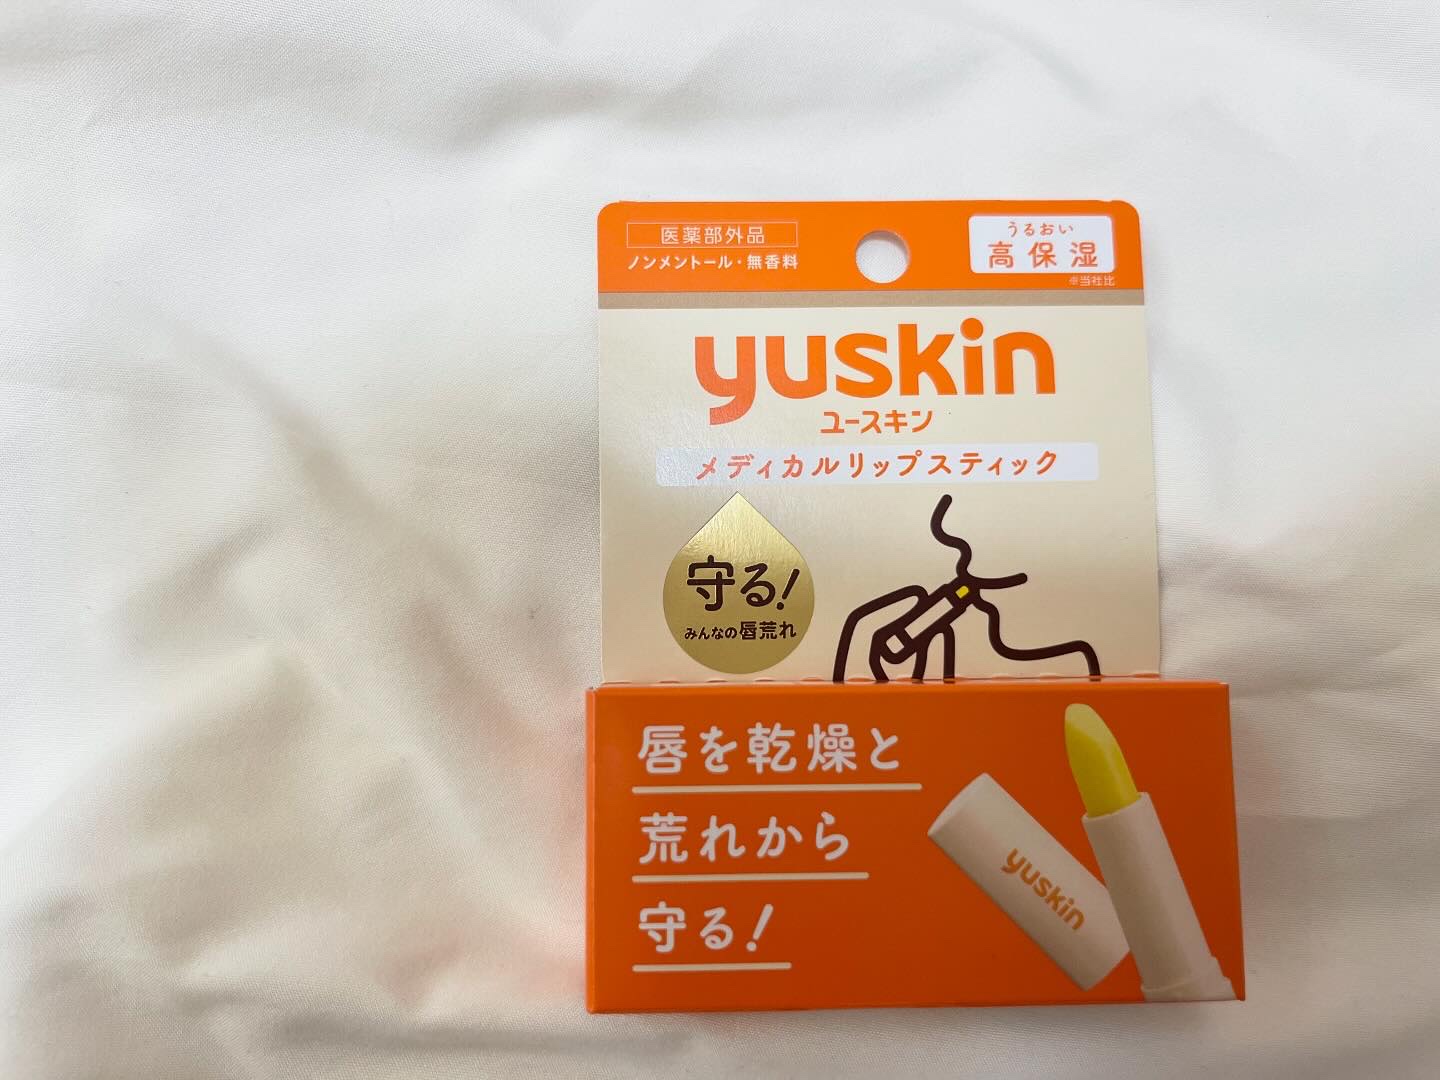 医薬部外品
ノンメントール・無香料
うるおい
高保湿
※当社比
yuskin
ユースキン
メディカルリップスティック
守る!
みんなの唇荒れ
唇を乾燥と
荒れから
守る!
yuskin